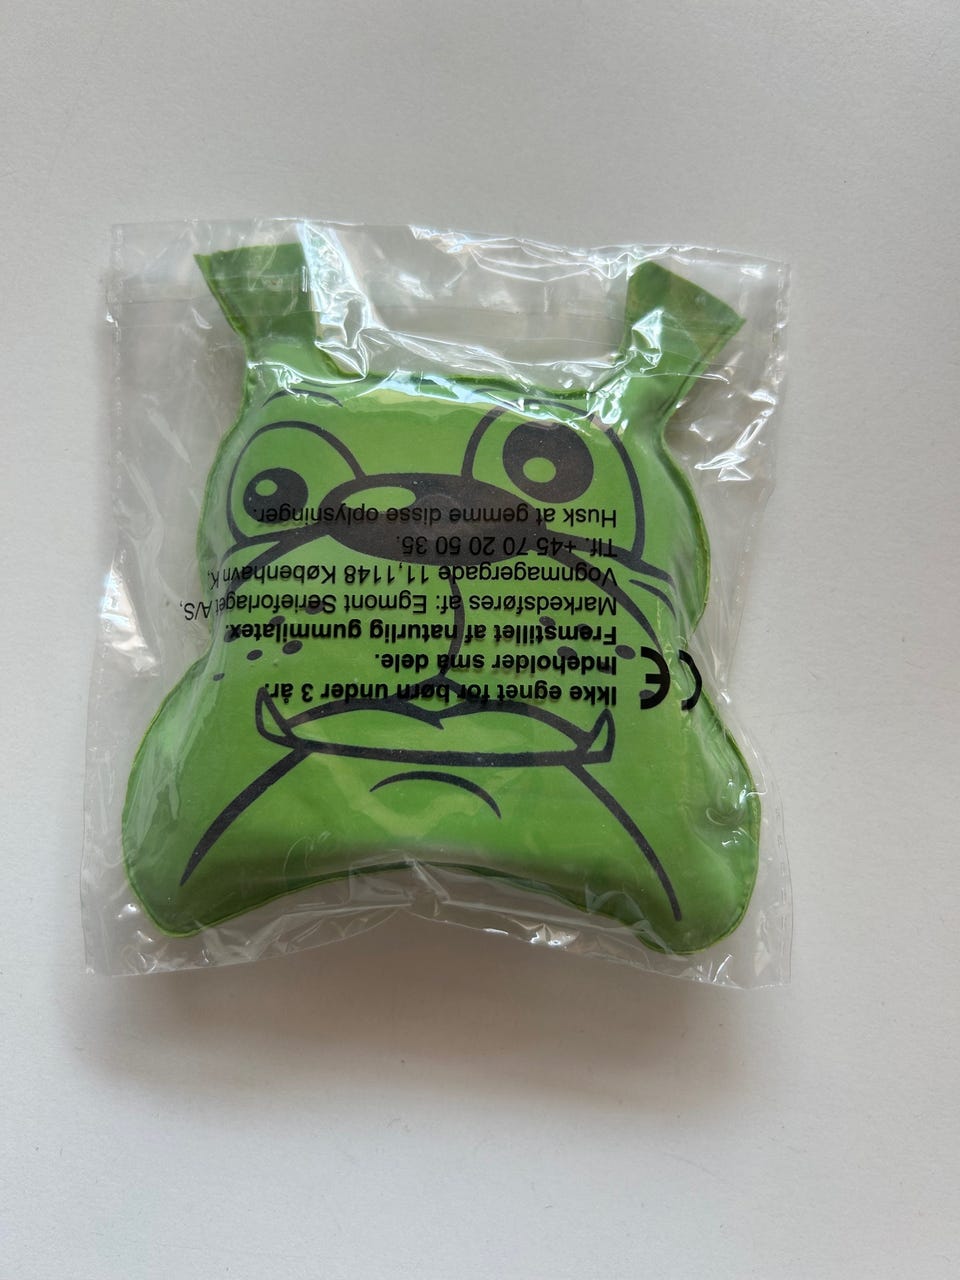 Ikke egnet for børn under 3 år.
Indeholder små dele.
Fremstillet af naturlig gummilatex.
Markedsføres af: Egmont Serieforlaget A/S,
Vognmagergade 11, 1148 København K,
Tlf. +45 70 20 50 35.
Husk at gemme disse oplysninger.
CE